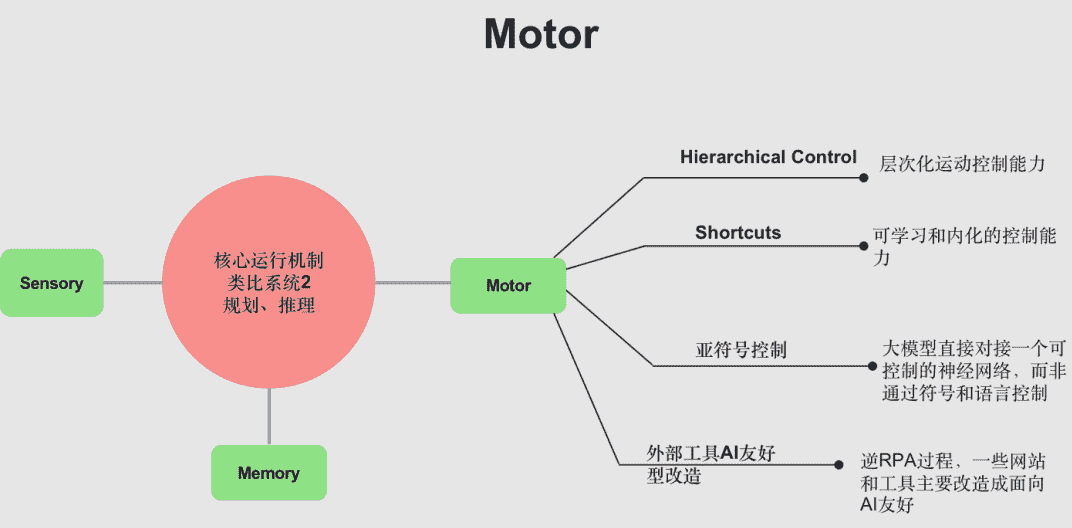 Motor
Hierarchical Control
层次化运动控制能力
Shortcuts
可学习和内化的控制能
力
核心运行机制
类比系统2
规划、推理
Sensory
Motor
亚符号控制
大模型直接对接一个可
控制的神经网络，而非
通过符号和语言控制
Memory
外部工具AI友好
型改造
逆RPA过程，一些网站
和工具主要改造成面向
AI友好